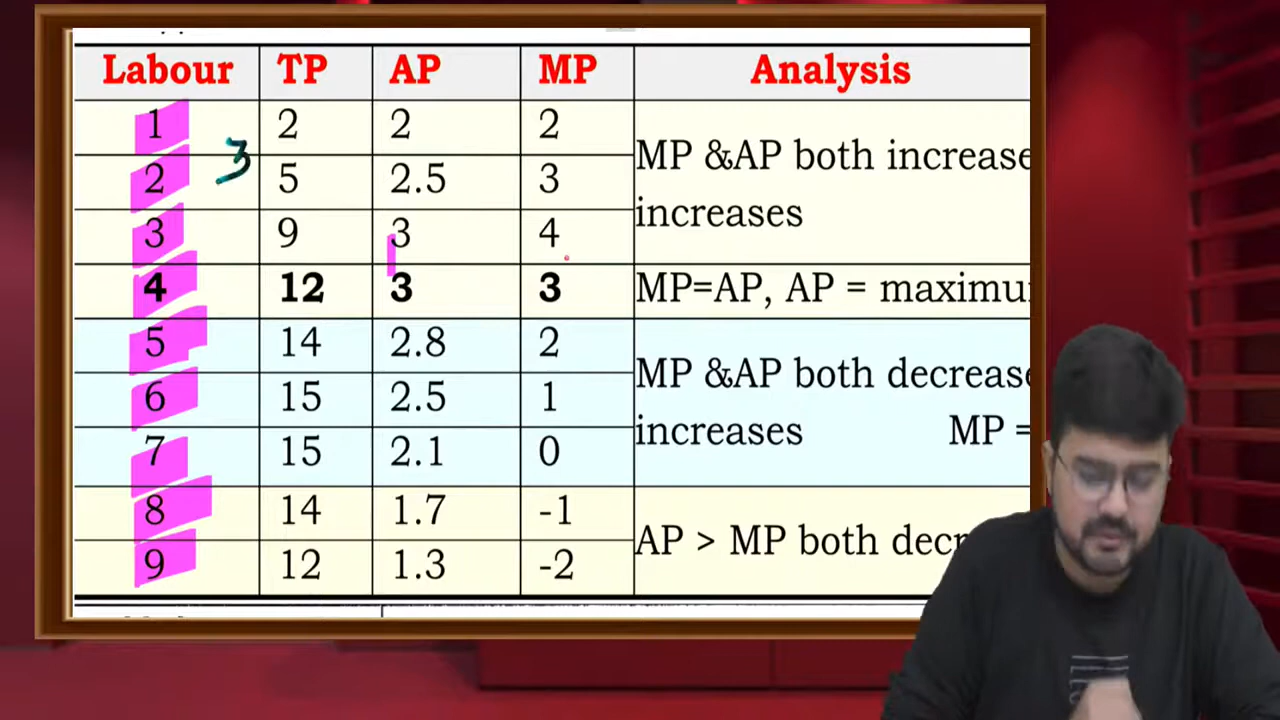 Labour TP AP MP Analysis
1 2 2 2
MP &AP both increase
3
2 5 2.5 3
increases
3 9 3 4
4 12 3 3 MP=AP, AP = maximu
5 14 2.8 2
MP &AP both decrease
6 15 2.5 1
increases MP =
7 15 2.1 0
8 14 1.7 -1
AP > MP both decr
9 12 1.3 -2